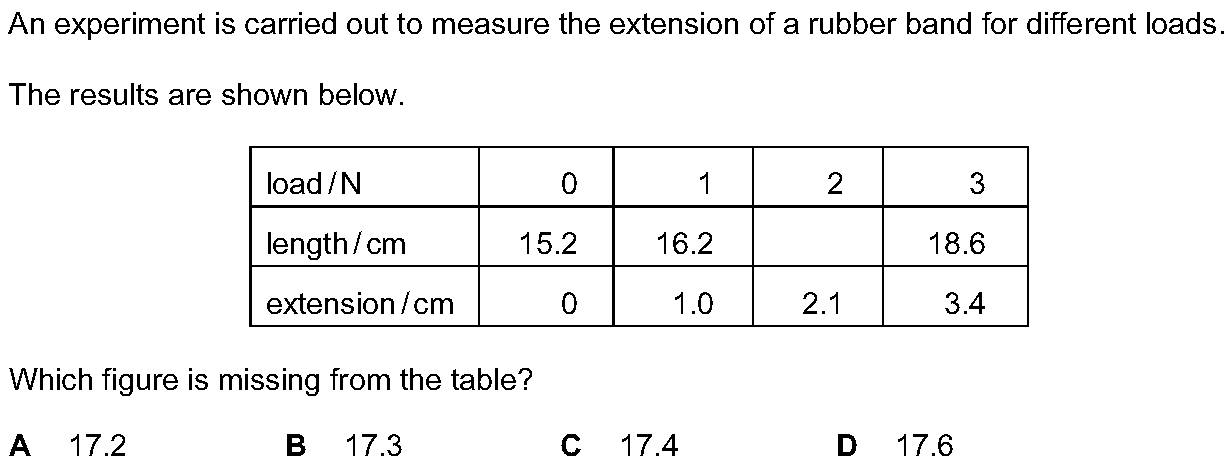 An experiment is carried out to measure the extension of a rubber band for different loads.
The results are shown below.
load / N 0 1 2 3
length / cm 15.2 16.2 18.6
extension / cm 0 1.0 2.1 3.4
Which figure is missing from the table?
A 17.2 B 17.3 C 17.4 D 17.6